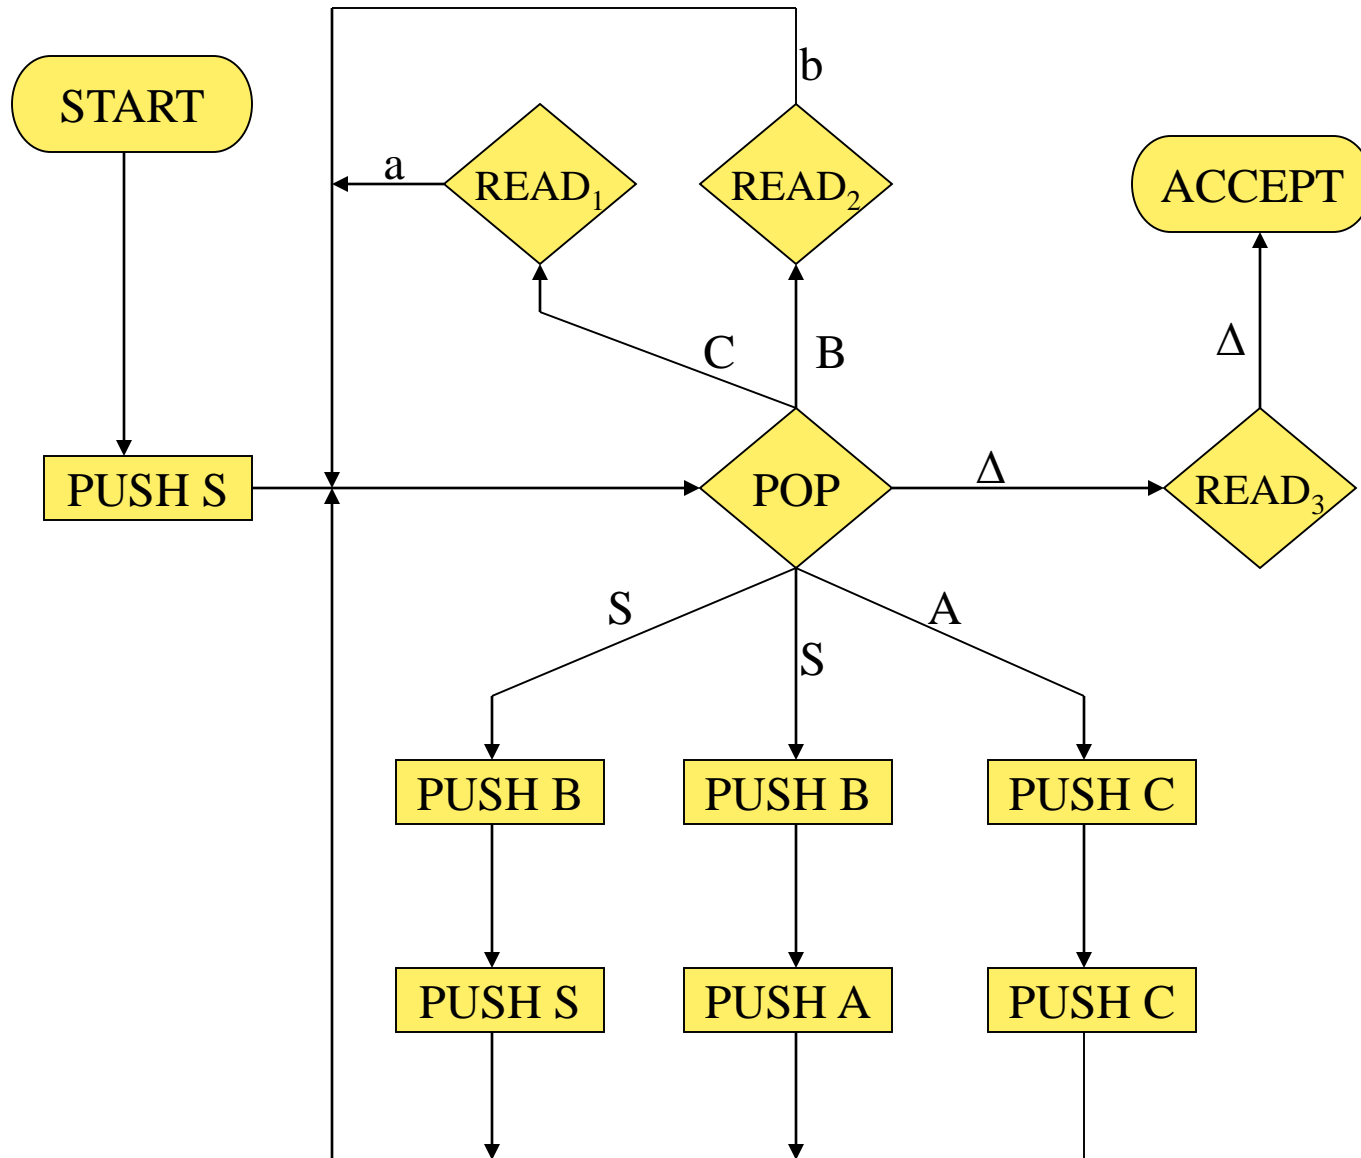 b
START
a
READ₁
READ₂
ACCEPT
C
B
Δ
PUSH S
POP
Δ
READ₃
S
S
A
PUSH B
PUSH B
PUSH C
PUSH S
PUSH A
PUSH C